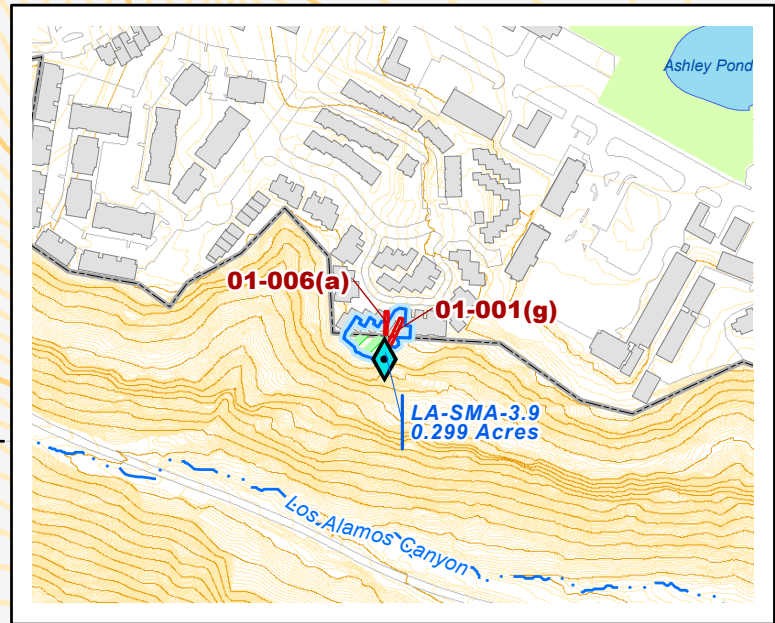 Ashley Pond
01-006(a)
01-001(g)
LA-SMA-3.9
0.299 Acres
Los Alamos Canyon